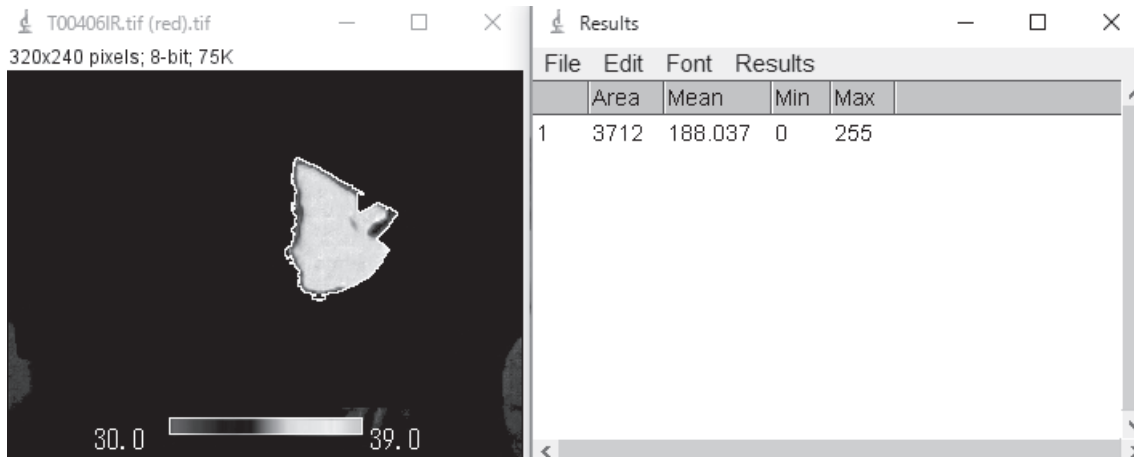 T00406IR.tif (red).tif
320x240 pixels; 8-bit; 75K
30.0 39.0
Results
File Edit Font Results
Area Mean Min Max
1 3712 188.037 0 255